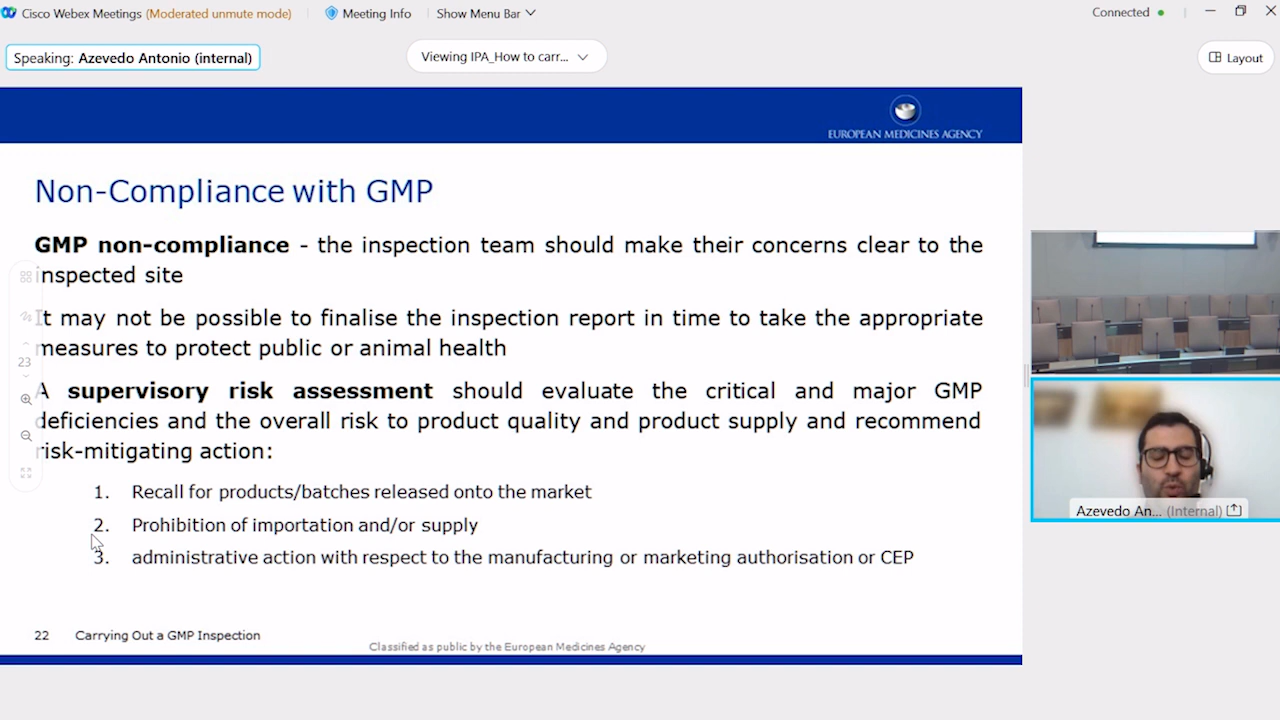 Cisco Webex Meetings (Moderated unmute mode) Meeting Info Show Menu Bar Connected
Speaking: Azevedo Antonio (internal) Viewing IPA_How to carr... Layout
EUROPEAN MEDICINES AGENCY
Non-Compliance with GMP
GMP non-compliance - the inspection team should make their concerns clear to the
inspected site
It may not be possible to finalise the inspection report in time to take the appropriate
measures to protect public or animal health
23
A supervisory risk assessment should evaluate the critical and major GMP
deficiencies and the overall risk to product quality and product supply and recommend
risk-mitigating action:
1. Recall for products/batches released onto the market
2. Prohibition of importation and/or supply
3. administrative action with respect to the manufacturing or marketing authorisation or CEP
Azevedo An... (Internal)
22 Carrying Out a GMP Inspection
Classified as public by the European Medicines Agency